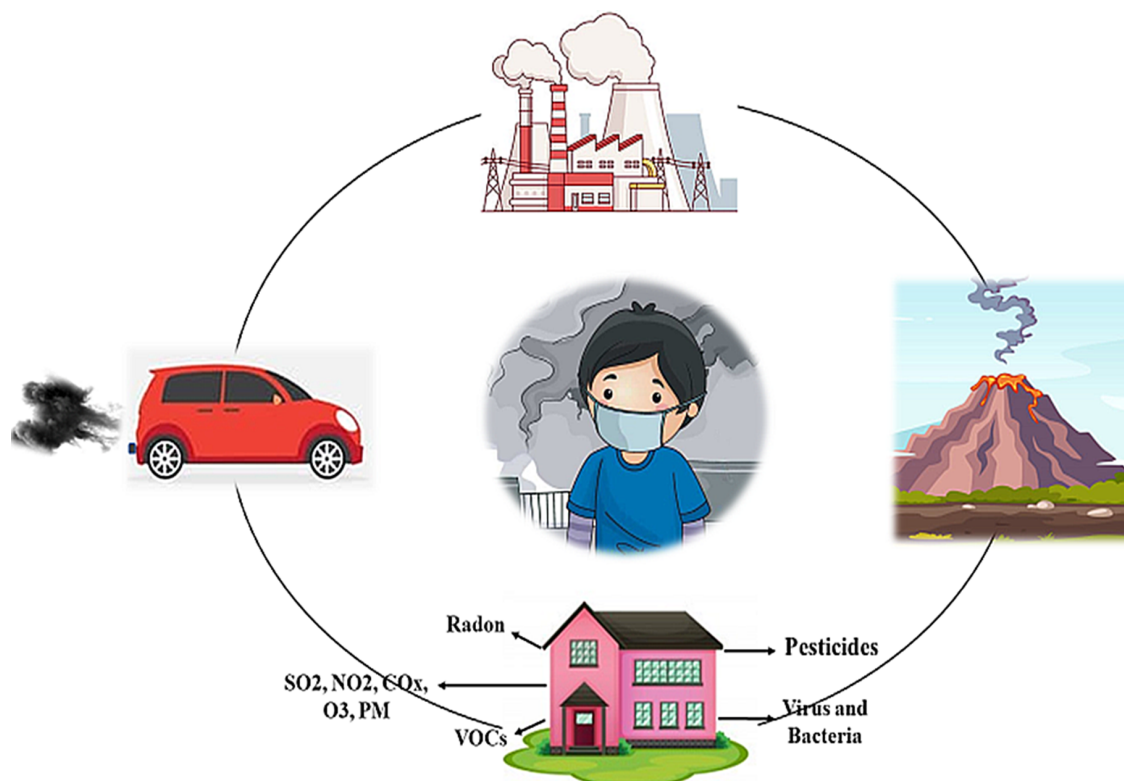 Radon
Pesticides
SO2, NO2, COx,
O3, PM
VOCs
Virus and
Bacteria